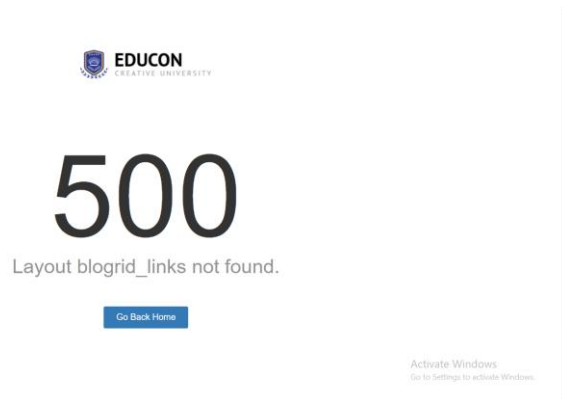 EDUCON
CREATIVE UNIVERSITY
500
Layout blogrid_links not found.
Go Back Home
Activate Windows
Go to Settings to activate Windows.